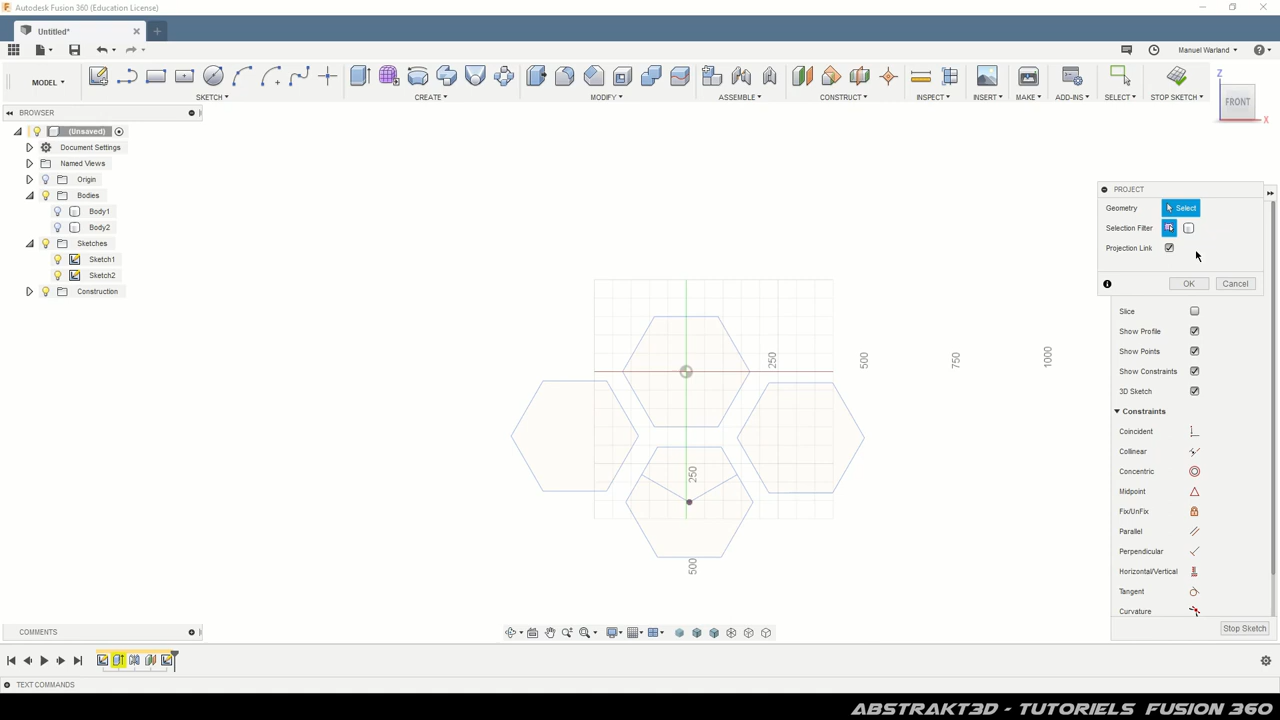 Autodesk Fusion 360 (Education License)
Untitled*
Manuel Warland
MODEL
SKETCH
CREATE
MODIFY
ASSEMBLE
CONSTRUCT
INSPECT
INSERT
MAKE
ADD-INS
SELECT
STOP SKETCH
Z
FRONT
X
BROWSER
(Unsaved)
Document Settings
Named Views
Origin
Bodies
Body1
Body2
Sketches
Sketch1
Sketch2
Construction
PROJECT
Geometry Select
Selection Filter
Projection Link
OK Cancel
Slice
Show Profile
Show Points
Show Constraints
3D Sketch
Constraints
Coincident
Collinear
Concentric
Midpoint
Fix/UnFix
Parallel
Perpendicular
Horizontal/Vertical
Tangent
Curvature
Stop Sketch
250
500
750
1000
250
500
COMMENTS
TEXT COMMANDS
ABSTRAKT3D - TUTORIELS FUSION 360